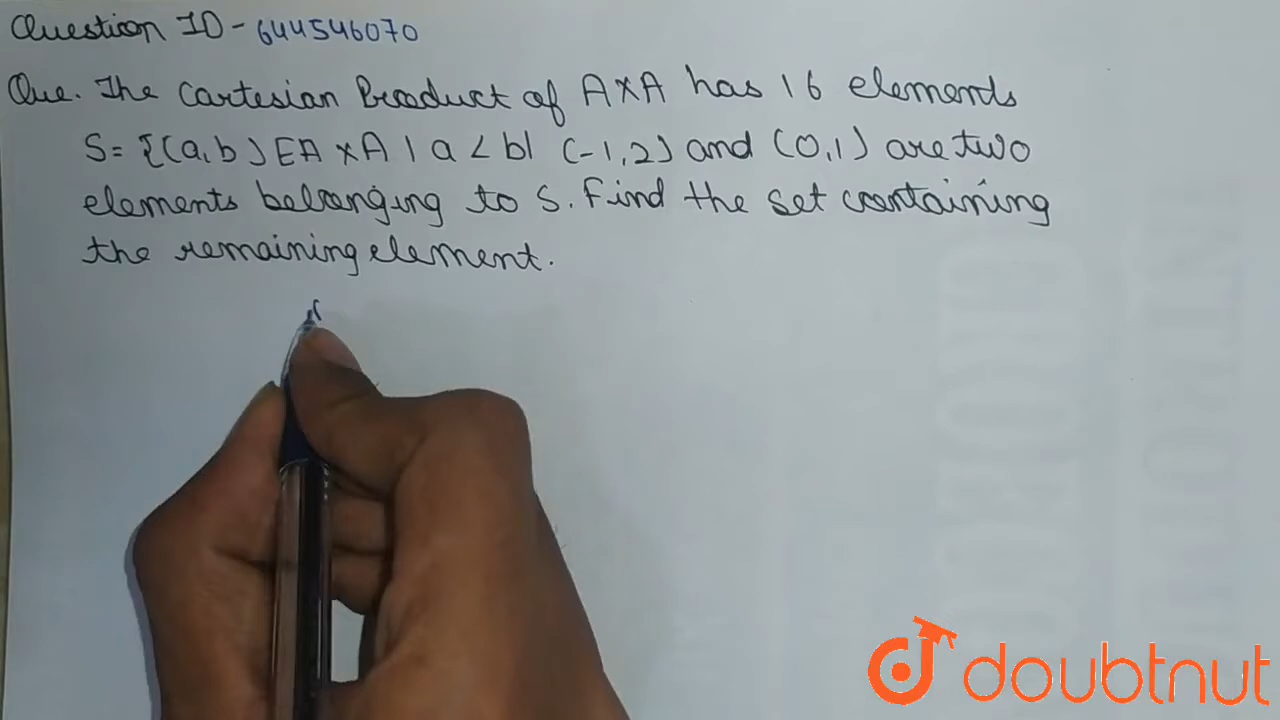 Question ID - 644546070
Que. The Cartesian Product of A×A has 16 elements
S= {(a,b) E A × A | a < b| (-1,2) and (0,1) are two
elements belonging to S. Find the set containing
the remaining element.
doubtnut